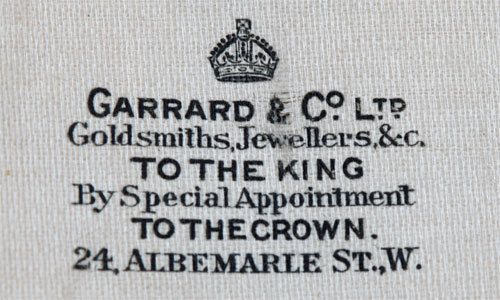 GARRARD & Co. LTD
Goldsmiths, Jewellers, &c.
TO THE KING
By Special Appointment
TO THE CROWN.
24, ALBEMARLE ST., W.